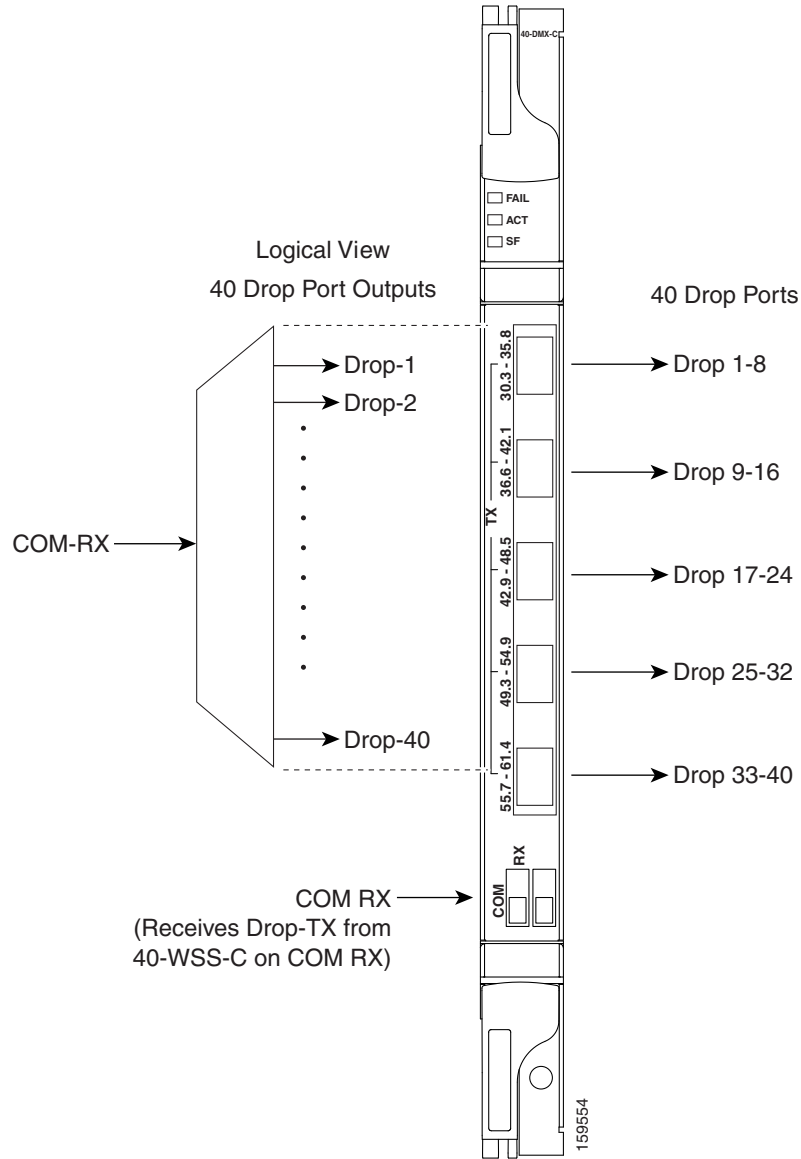 40-DMX-C
FAIL
ACT
SF
Logical View
40 Drop Port Outputs
40 Drop Ports
COM-RX
Drop-1
Drop-2
Drop-40
TX
30.3 - 35.8
36.6 - 42.1
42.9 - 48.5
49.3 - 54.9
55.7 - 61.4
Drop 1-8
Drop 9-16
Drop 17-24
Drop 25-32
Drop 33-40
COM RX
(Receives Drop-TX from
40-WSS-C on COM RX)
COM
RX
159554